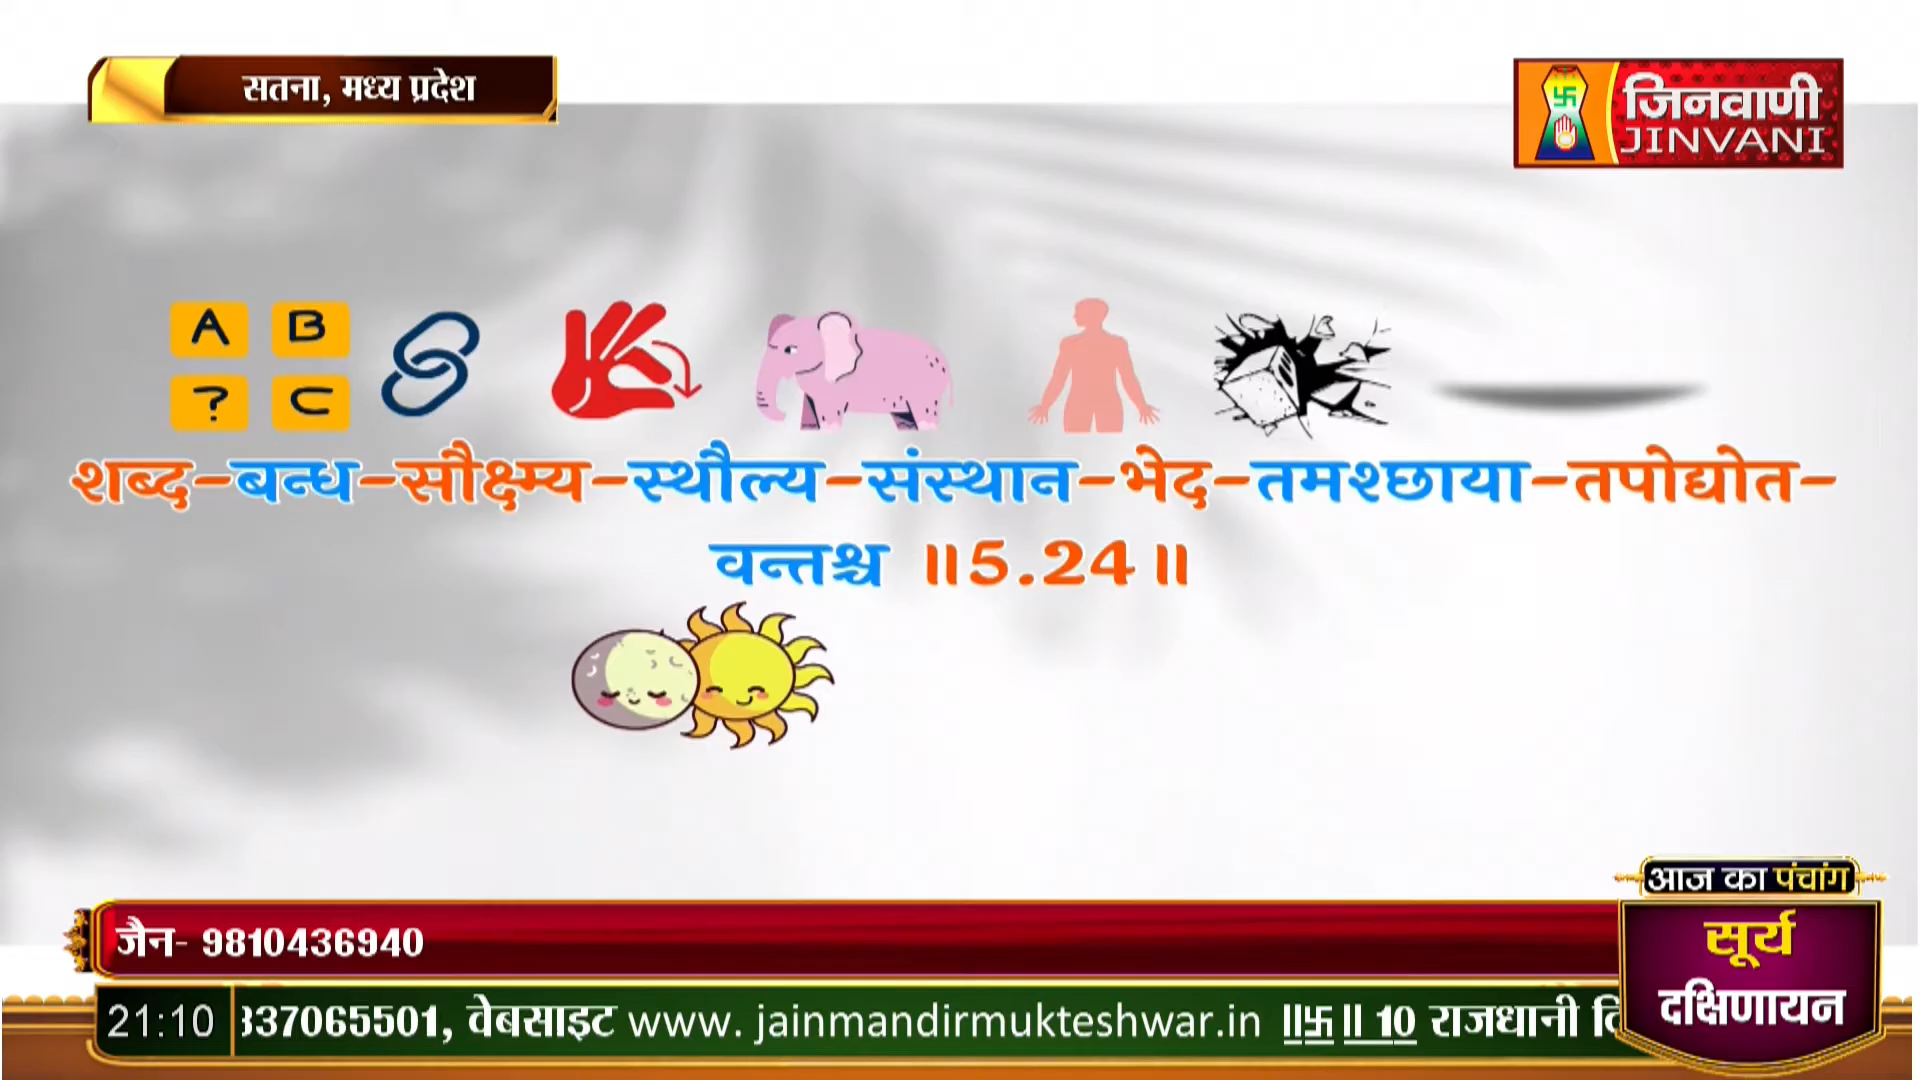 सतना, मध्य प्रदेश
जिनवाणी
JINVANI
A B
? C
शब्द-बन्ध-सौक्ष्म्य-स्थौल्य-संस्थान-भेद-तमश्छाया-तपोद्योत-
वन्तश्च ॥5.24॥
आज का पंचांग
सूर्य
दक्षिणायन
जैन- 9810436940
21:10
337065501, वेबसाइट www. jainmandirmukteshwar.in ॥卐॥ 10 राजधानी